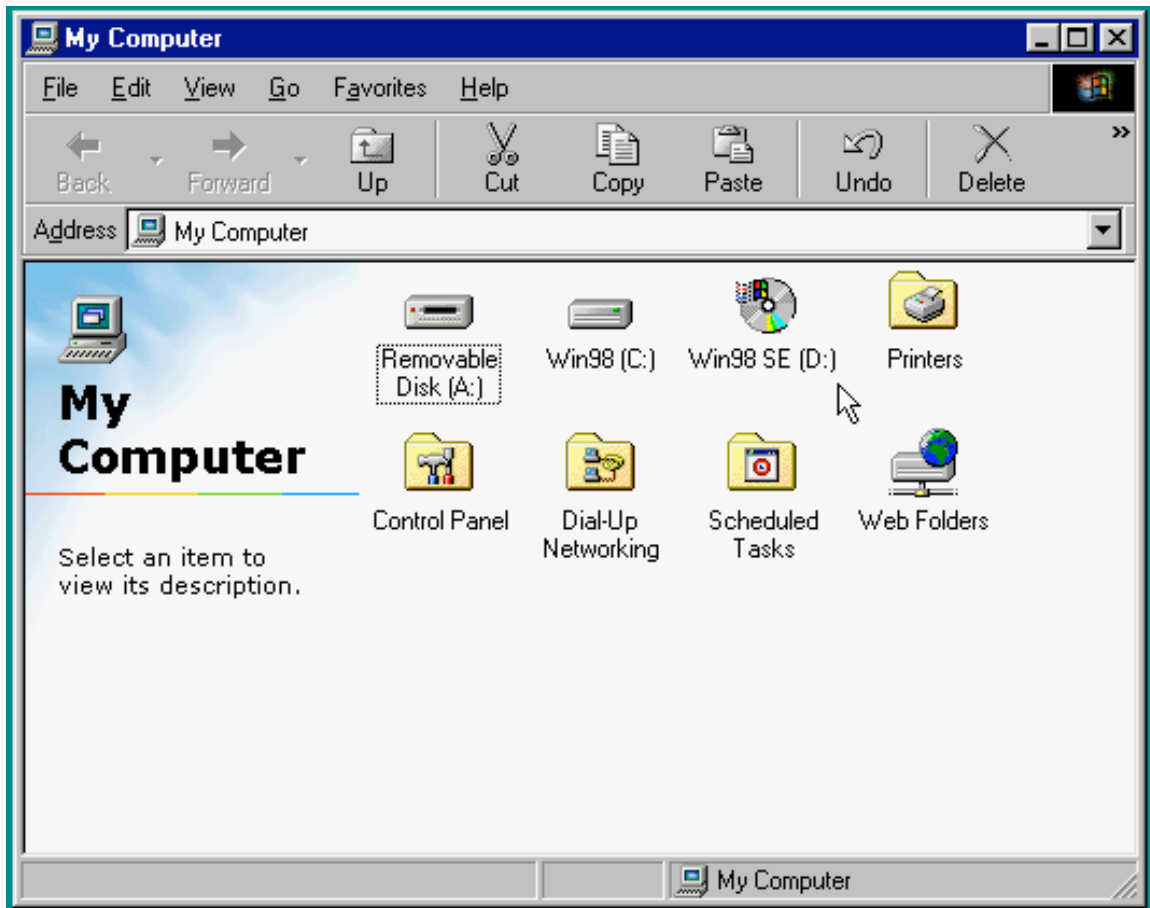 My Computer
File Edit View Go Favorites Help
Back Forward Up Cut Copy Paste Undo Delete »
Address My Computer
My
Computer
Select an item to
view its description.
Removable
Disk (A:)
Win98 (C:)
Win98 SE (D:)
Printers
Control Panel
Dial-Up
Networking
Scheduled
Tasks
Web Folders
My Computer